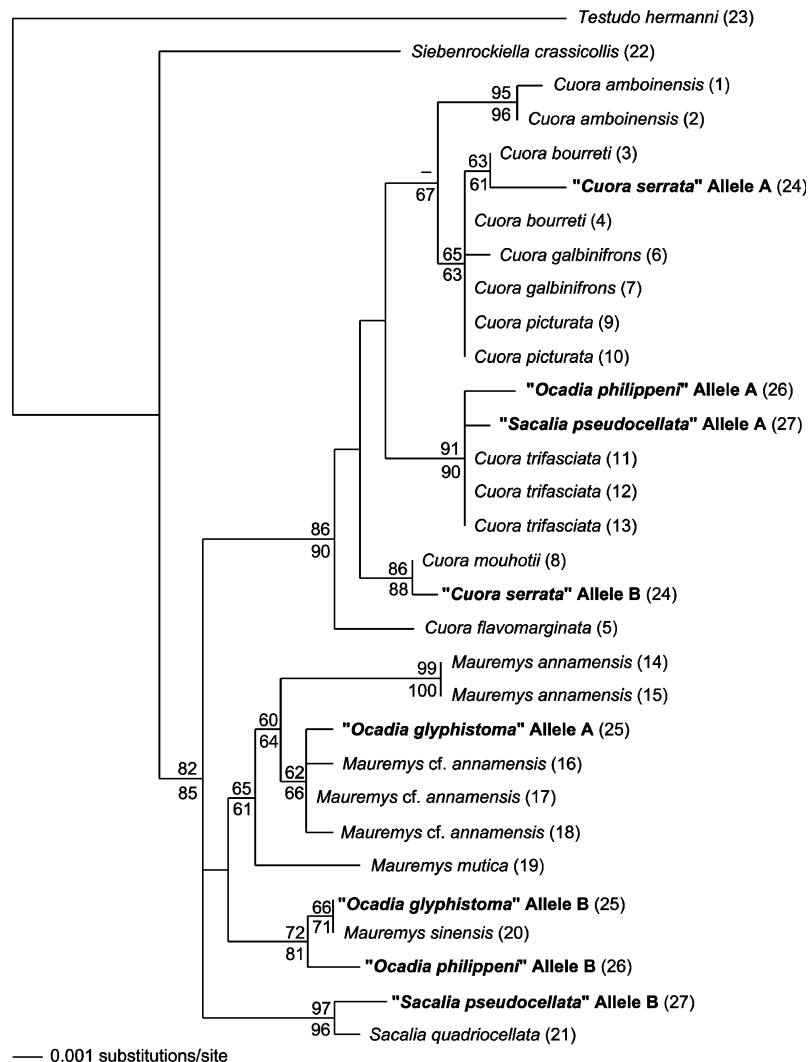 Testudo hermanni (23)
Siebenrockiella crassicollis (22)
95
96
Cuora amboinensis (1)
Cuora amboinensis (2)
–
67
63
61
Cuora bourreti (3)
"Cuora serrata" Allele A (24)
Cuora bourreti (4)
65
63
Cuora galbinifrons (6)
Cuora galbinifrons (7)
Cuora picturata (9)
Cuora picturata (10)
"Ocadia philippeni" Allele A (26)
"Sacalia pseudocellata" Allele A (27)
91
90
Cuora trifasciata (11)
Cuora trifasciata (12)
Cuora trifasciata (13)
86
90
86
88
Cuora mouhotii (8)
"Cuora serrata" Allele B (24)
Cuora flavomarginata (5)
99
100
Mauremys annamensis (14)
Mauremys annamensis (15)
60
64
"Ocadia glyphistoma" Allele A (25)
62
66
Mauremys cf. annamensis (16)
Mauremys cf. annamensis (17)
Mauremys cf. annamensis (18)
82
85
65
61
Mauremys mutica (19)
66
71
"Ocadia glyphistoma" Allele B (25)
Mauremys sinensis (20)
72
81
"Ocadia philippeni" Allele B (26)
97
96
"Sacalia pseudocellata" Allele B (27)
Sacalia quadriocellata (21)
0.001 substitutions/site